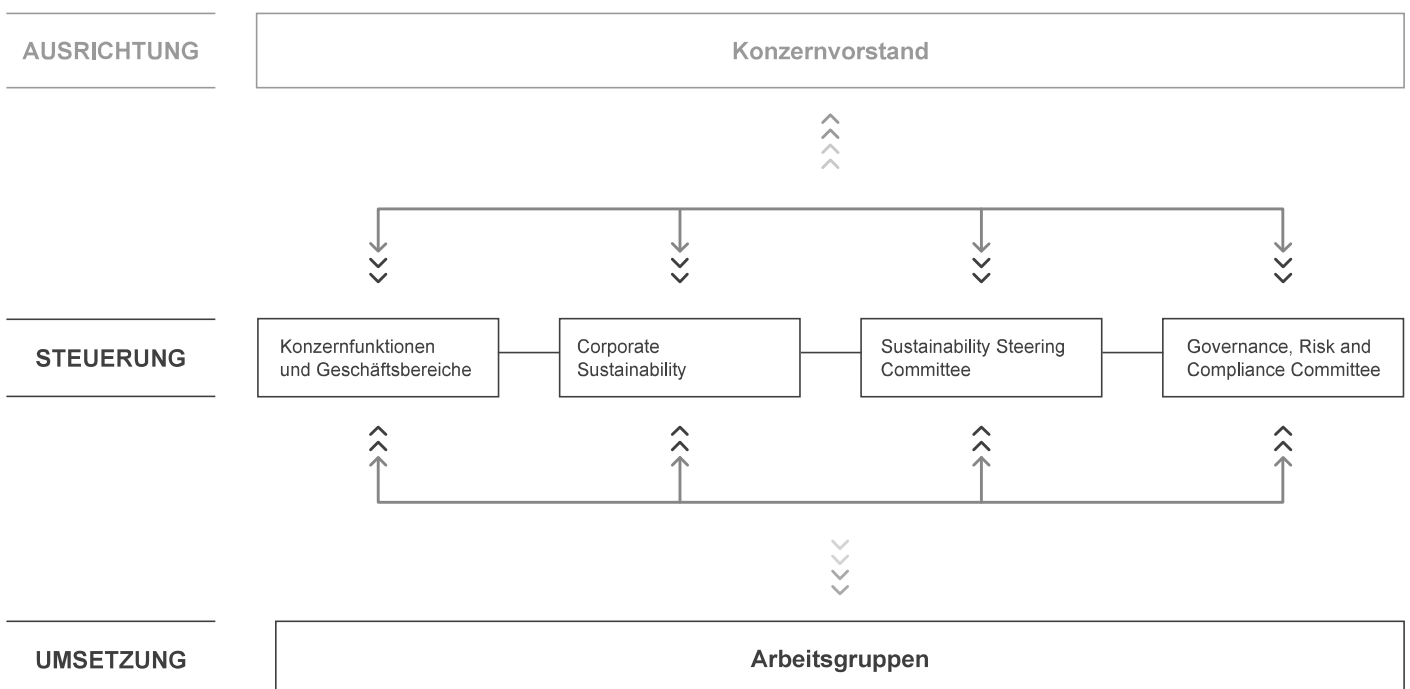 AUSRICHTUNG
Konzernvorstand
STEUERUNG
Konzernfunktionen
und Geschäftsbereiche
Corporate
Sustainability
Sustainability Steering
Committee
Governance, Risk and
Compliance Committee
UMSETZUNG
Arbeitsgruppen